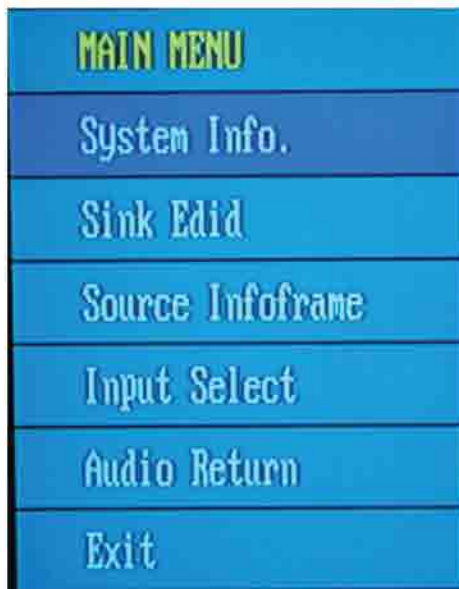 MAIN MENU
System Info.
Sink Edid
Source Infoframe
Input Select
Audio Return
Exit